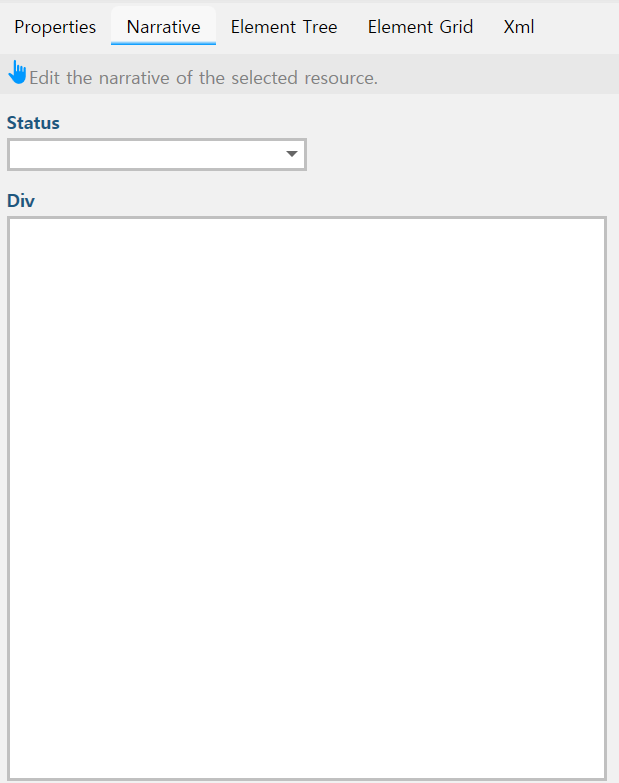 Properties Narrative Element Tree Element Grid Xml
Edit the narrative of the selected resource.
Status
Div